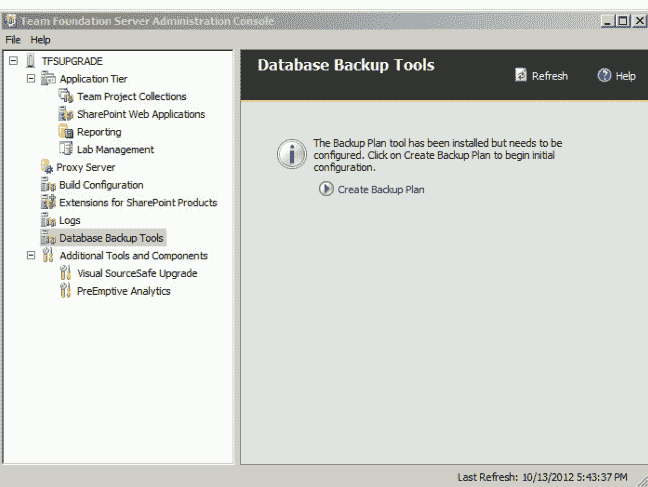 Team Foundation Server Administration Console
File Help
TFSUPGRADE
Application Tier
Team Project Collections
SharePoint Web Applications
Reporting
Lab Management
Proxy Server
Build Configuration
Extensions for SharePoint Products
Logs
Database Backup Tools
Additional Tools and Components
Visual SourceSafe Upgrade
PreEmptive Analytics
Database Backup Tools
Refresh Help
The Backup Plan tool has been installed but needs to be
configured. Click on Create Backup Plan to begin initial
configuration.
Create Backup Plan
Last Refresh: 10/13/2012 5:43:37 PM